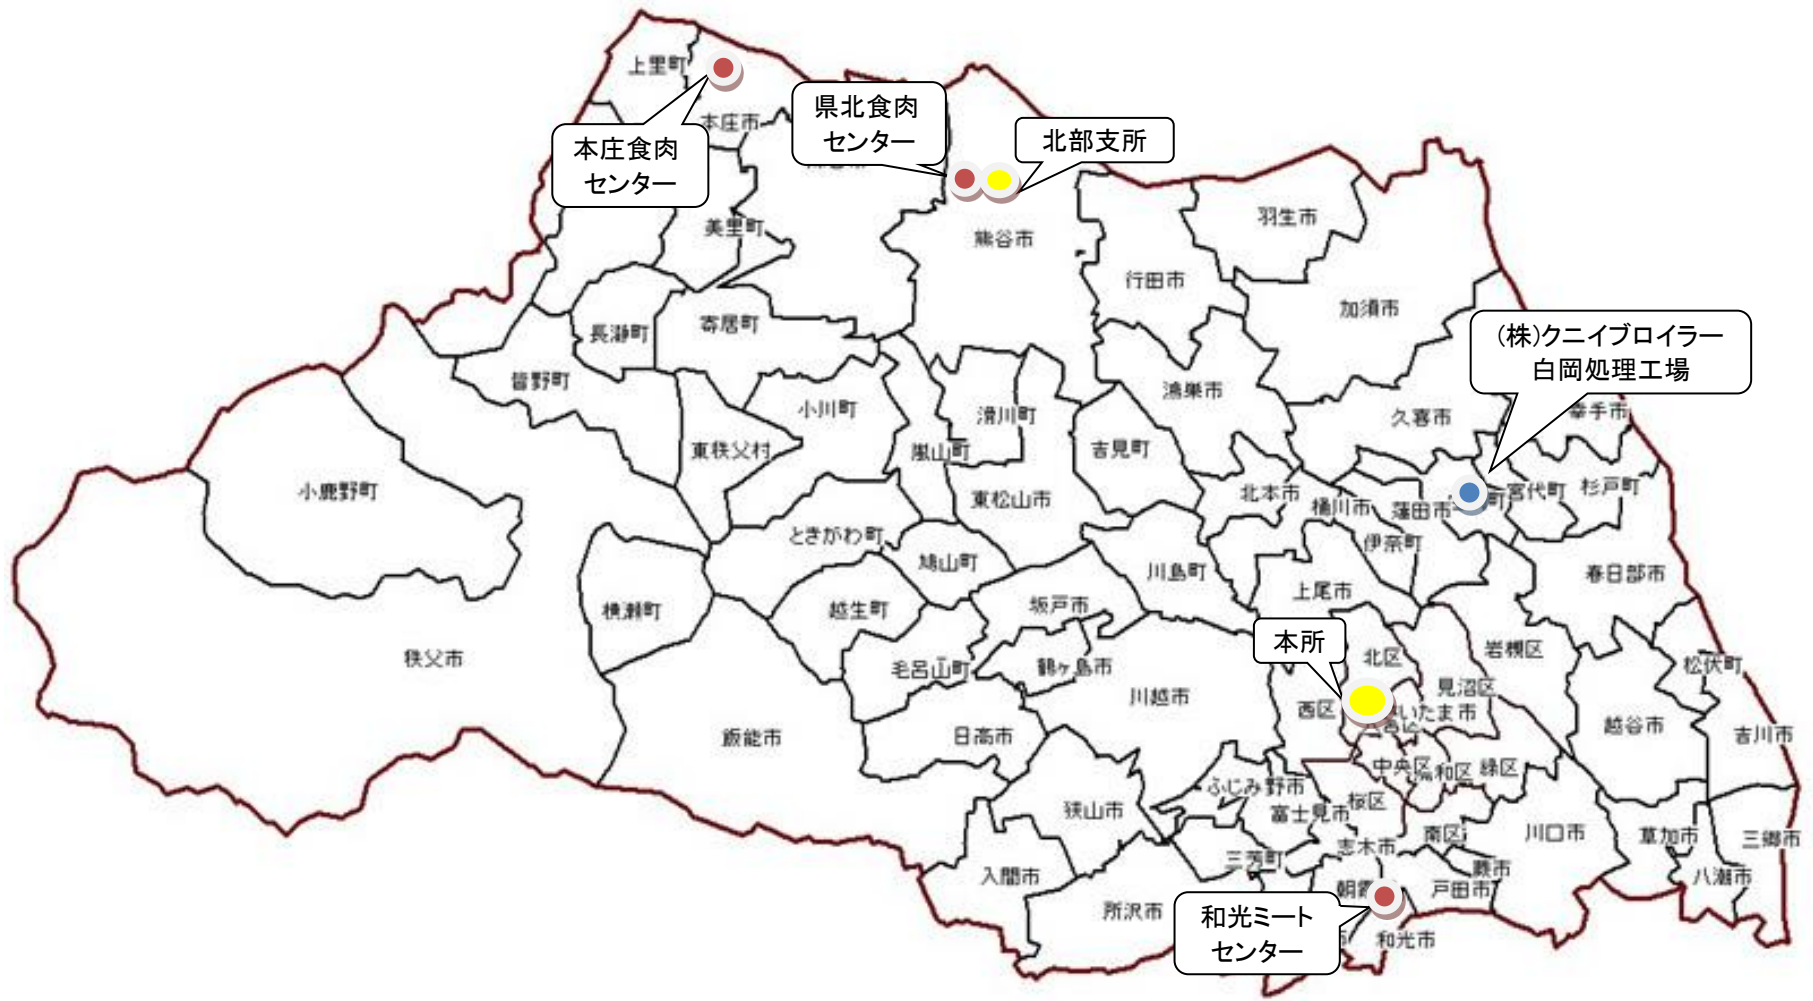 上里町
本庄市
本庄食肉
センター
県北食肉
センター
北部支所
美里町
熊谷市
羽生市
行田市
加須市
長瀞町
寄居町
(株)クニイブロイラー
白岡処理工場
皆野町
小川町
滑川町
鴻巣市
久喜市
幸手市
東秩父村
嵐山町
吉見町
小鹿野町
東松山市
北本市
桶川市
蓮田市
町
宮代町
杉戸町
ときがわ町
鳩山町
川島町
伊奈町
上尾市
春日部市
横瀬町
越生町
坂戸市
本所
秩父市
毛呂山町
鶴ヶ島市
川越市
北区
岩槻区
見沼区
松伏町
西区
いたま市
越谷市
吉川市
飯能市
日高市
中央区
和区
緑区
ふじみ野市
狭山市
富士見市
桜区
南区
川口市
草加市
三郷市
志木市
三芳町
入間市
蕨市
戸田市
八潮市
所沢市
朝霞
和光ミート
センター
和光市